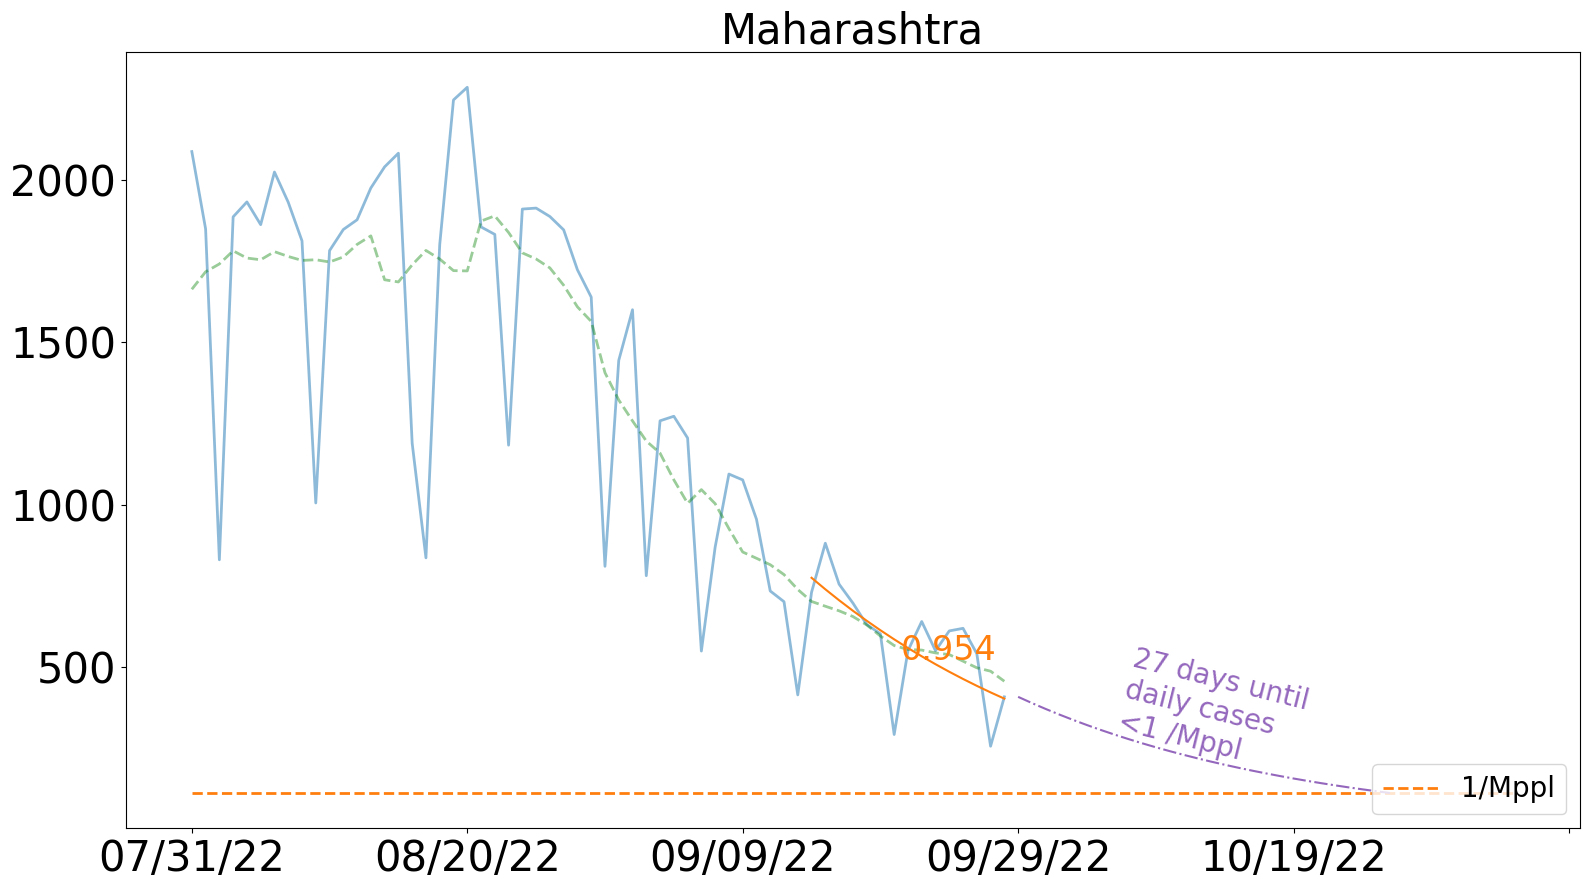 Maharashtra
2000
1500
1000
500
0.954
27 days until
daily cases
<1 /Mppl
1/Mppl
07/31/22
08/20/22
09/09/22
09/29/22
10/19/22